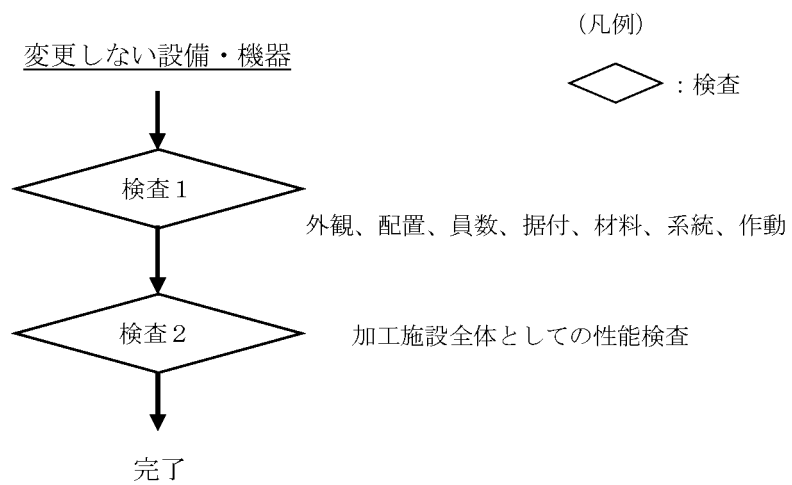 (凡例)
変更しない設備・機器
：検査
検査１
外観、配置、員数、据付、材料、系統、作動
検査２
加工施設全体としての性能検査
完了